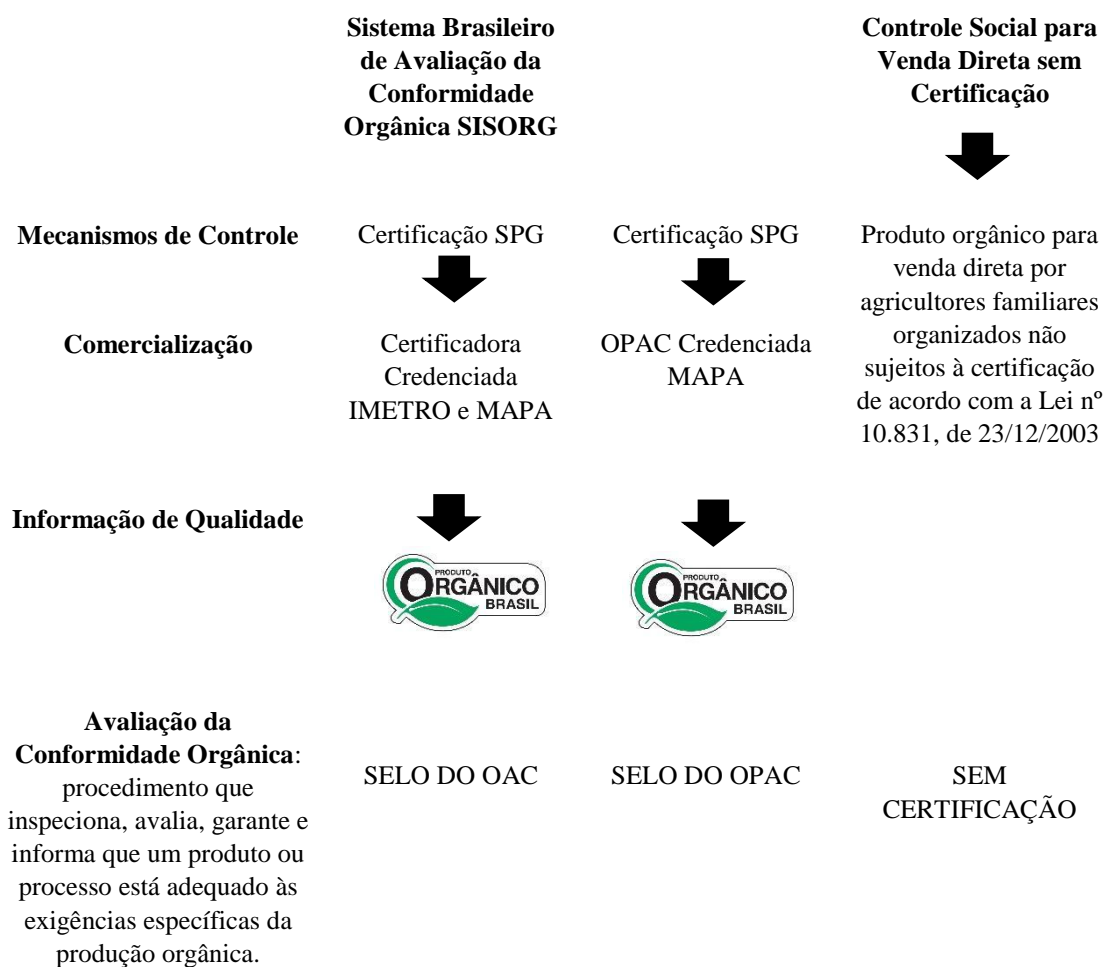 Sistema Brasileiro
de Avaliação da
Conformidade
Orgânica SISORG
Controle Social para
Venda Direta sem
Certificação
Mecanismos de Controle
Certificação SPG
Certificação SPG
Produto orgânico para
venda direta por
agricultores familiares
organizados não
sujeitos à certificação
de acordo com a Lei nº
10.831, de 23/12/2003
Comercialização
Certificadora
Credenciada
IMETRO e MAPA
OPAC Credenciada
MAPA
Informação de Qualidade
PRODUTO
ORGÂNICO
BRASIL
PRODUTO
ORGÂNICO
BRASIL
Avaliação da
Conformidade Orgânica:
procedimento que
inspeciona, avalia, garante e
informa que um produto ou
processo está adequado às
exigências específicas da
produção orgânica.
SELO DO OAC
SELO DO OPAC
SEM
CERTIFICAÇÃO